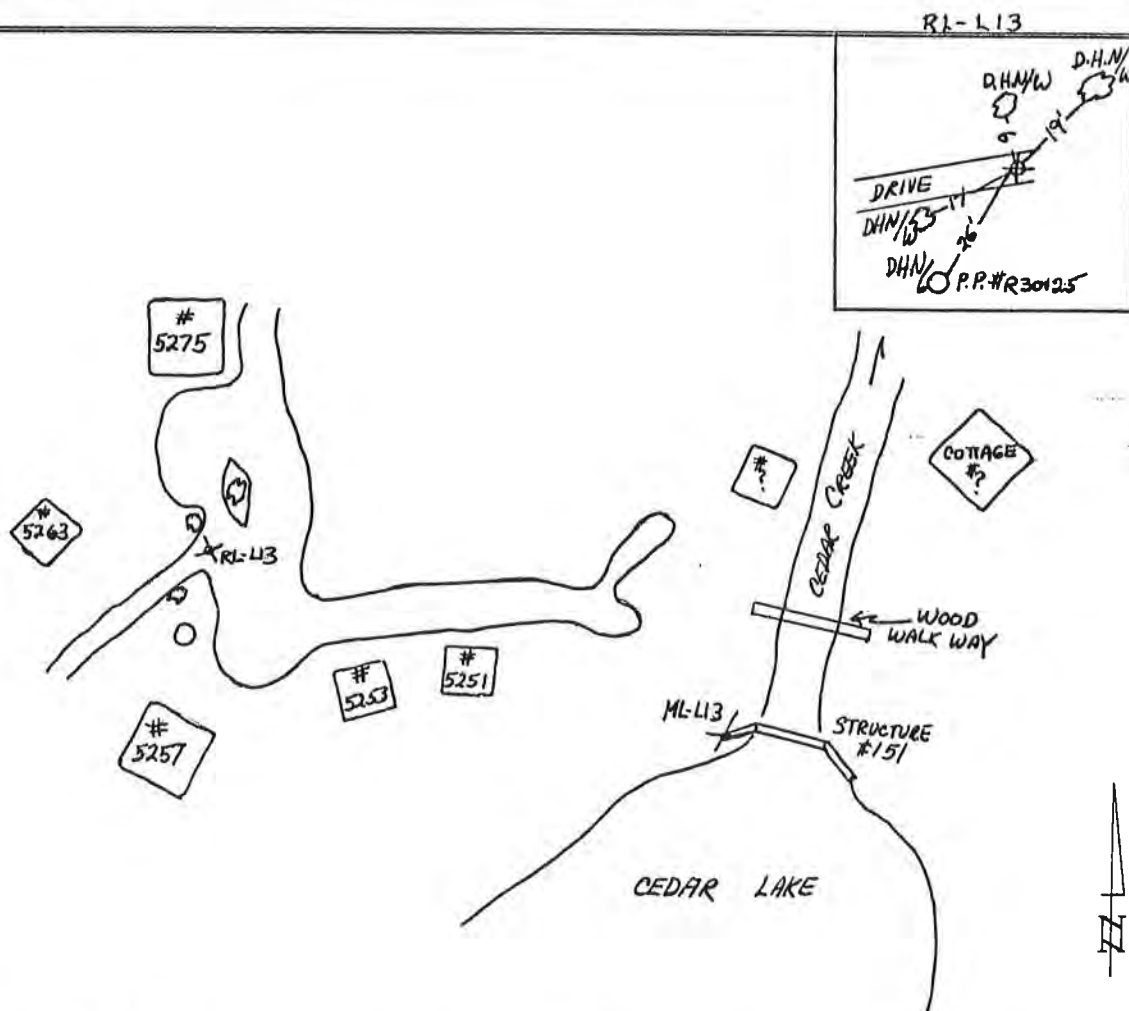 RL-L13
D.H.N/W
D.H.N/W
9'
19'
DRIVE
17'
DHN/W
26'
DHN/
P.P.#R30125
#
5275
#
5263
RL-L13
#
5257
#
5253
#
5251
#?
CEDAR CREEK
COTTAGE
#?
WOOD
WALK WAY
ML-L13
STRUCTURE
#151
CEDAR LAKE
N